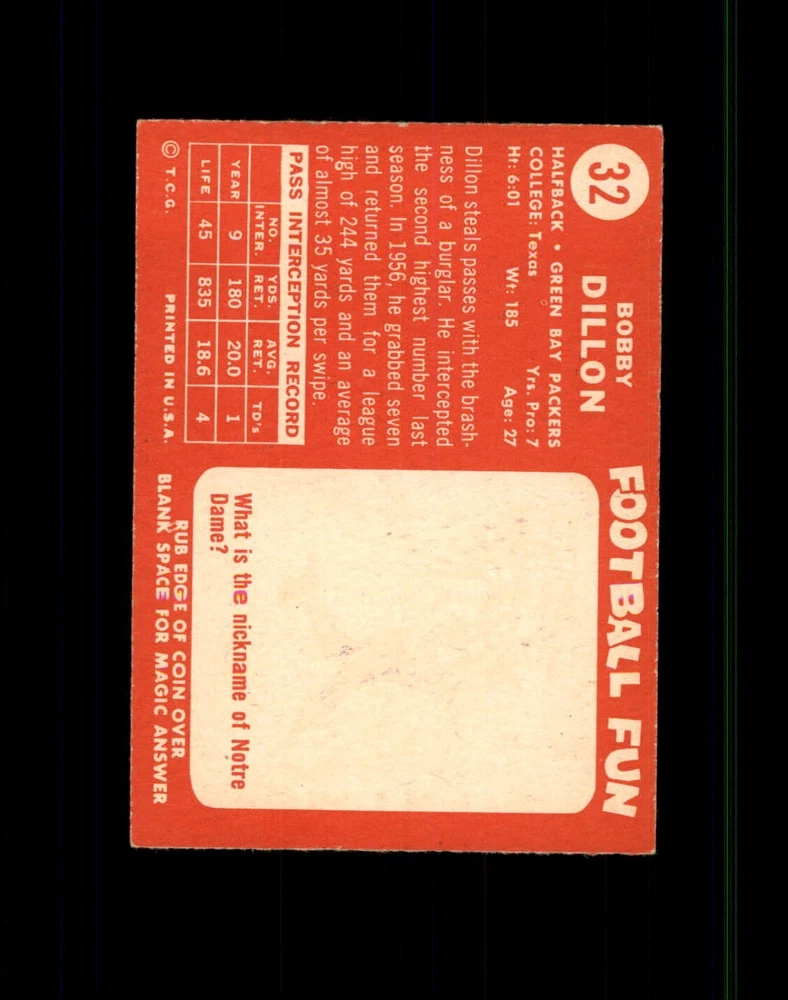 32
BOBBY
DILLON
HALFBACK • GREEN BAY PACKERS
COLLEGE: Texas Yrs. Pro: 7
Ht: 6:01 Wt: 185 Age: 27
Dillon steals passes with the brash-
ness of a burglar. He intercepted
the second highest number last
season. In 1956, he grabbed seven
and returned them for a league
high of 244 yards and an average
of almost 35 yards per swipe.
PASS INTERCEPTION RECORD
NO. INTER. YDS. RET. AVG. RET. TD's
YEAR 9 180 20.0 1
LIFE 45 835 18.6 4
© T.C.G. PRINTED IN U.S.A.
FOOTBALL FUN
What is the nickname of Notre
Dame?
RUB EDGE OF COIN OVER
BLANK SPACE FOR MAGIC ANSWER